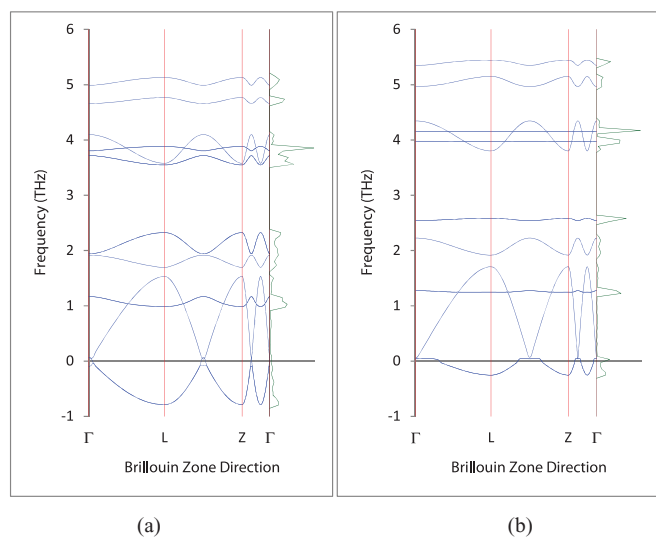 6
5
4
3
2
1
0
-1
Frequency (THz)
Γ L Z Γ
Brillouin Zone Direction
(a)
6
5
4
3
2
1
0
-1
Frequency (THz)
Γ L Z Γ
Brillouin Zone Direction
(b)